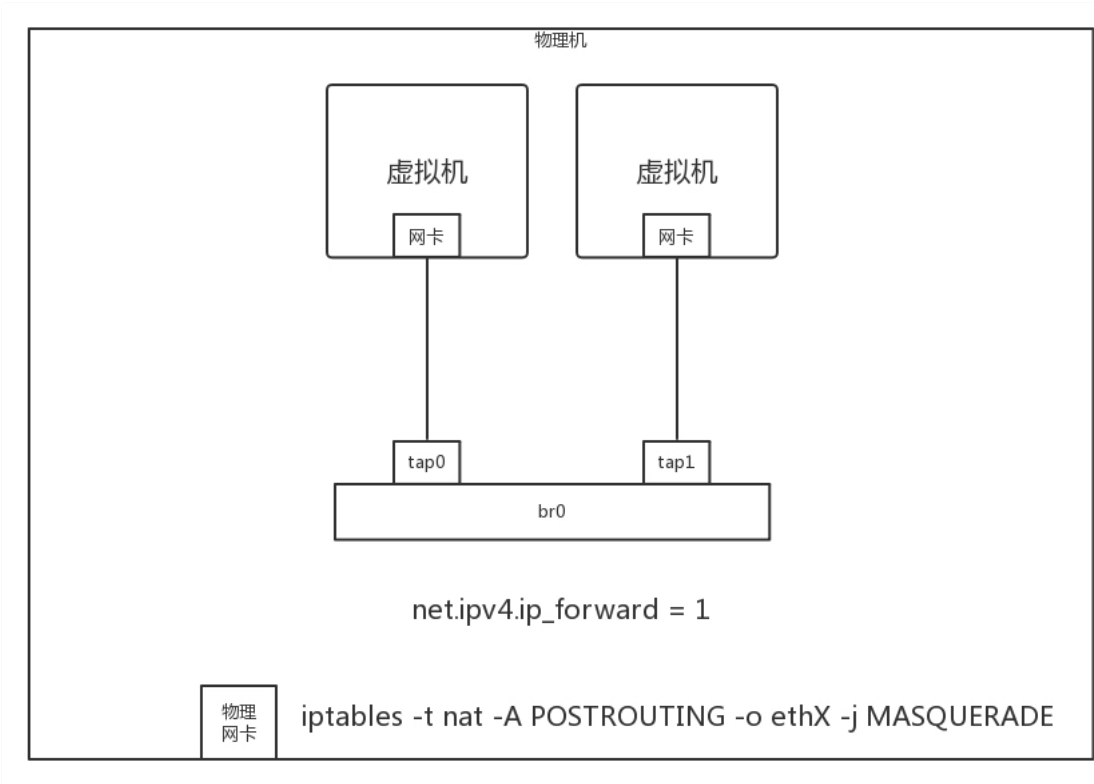 物理机
虚拟机
虚拟机
网卡
网卡
tap0
tap1
br0
net.ipv4.ip_forward = 1
物理
网卡
iptables -t nat -A POSTROUTING -o ethX -j MASQUERADE